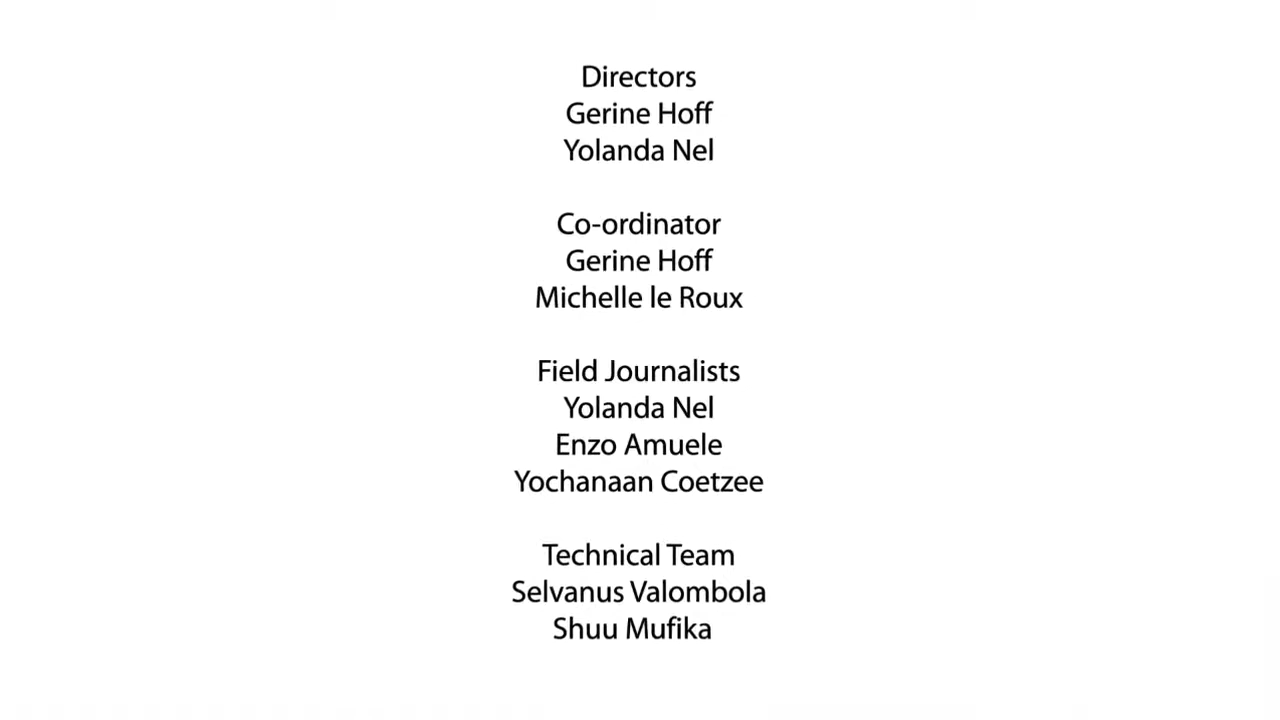 Directors
Gerine Hoff
Yolanda Nel
Co-ordinator
Gerine Hoff
Michelle le Roux
Field Journalists
Yolanda Nel
Enzo Amuele
Yochanaan Coetzee
Technical Team
Selvanus Valombola
Shuu Mufika